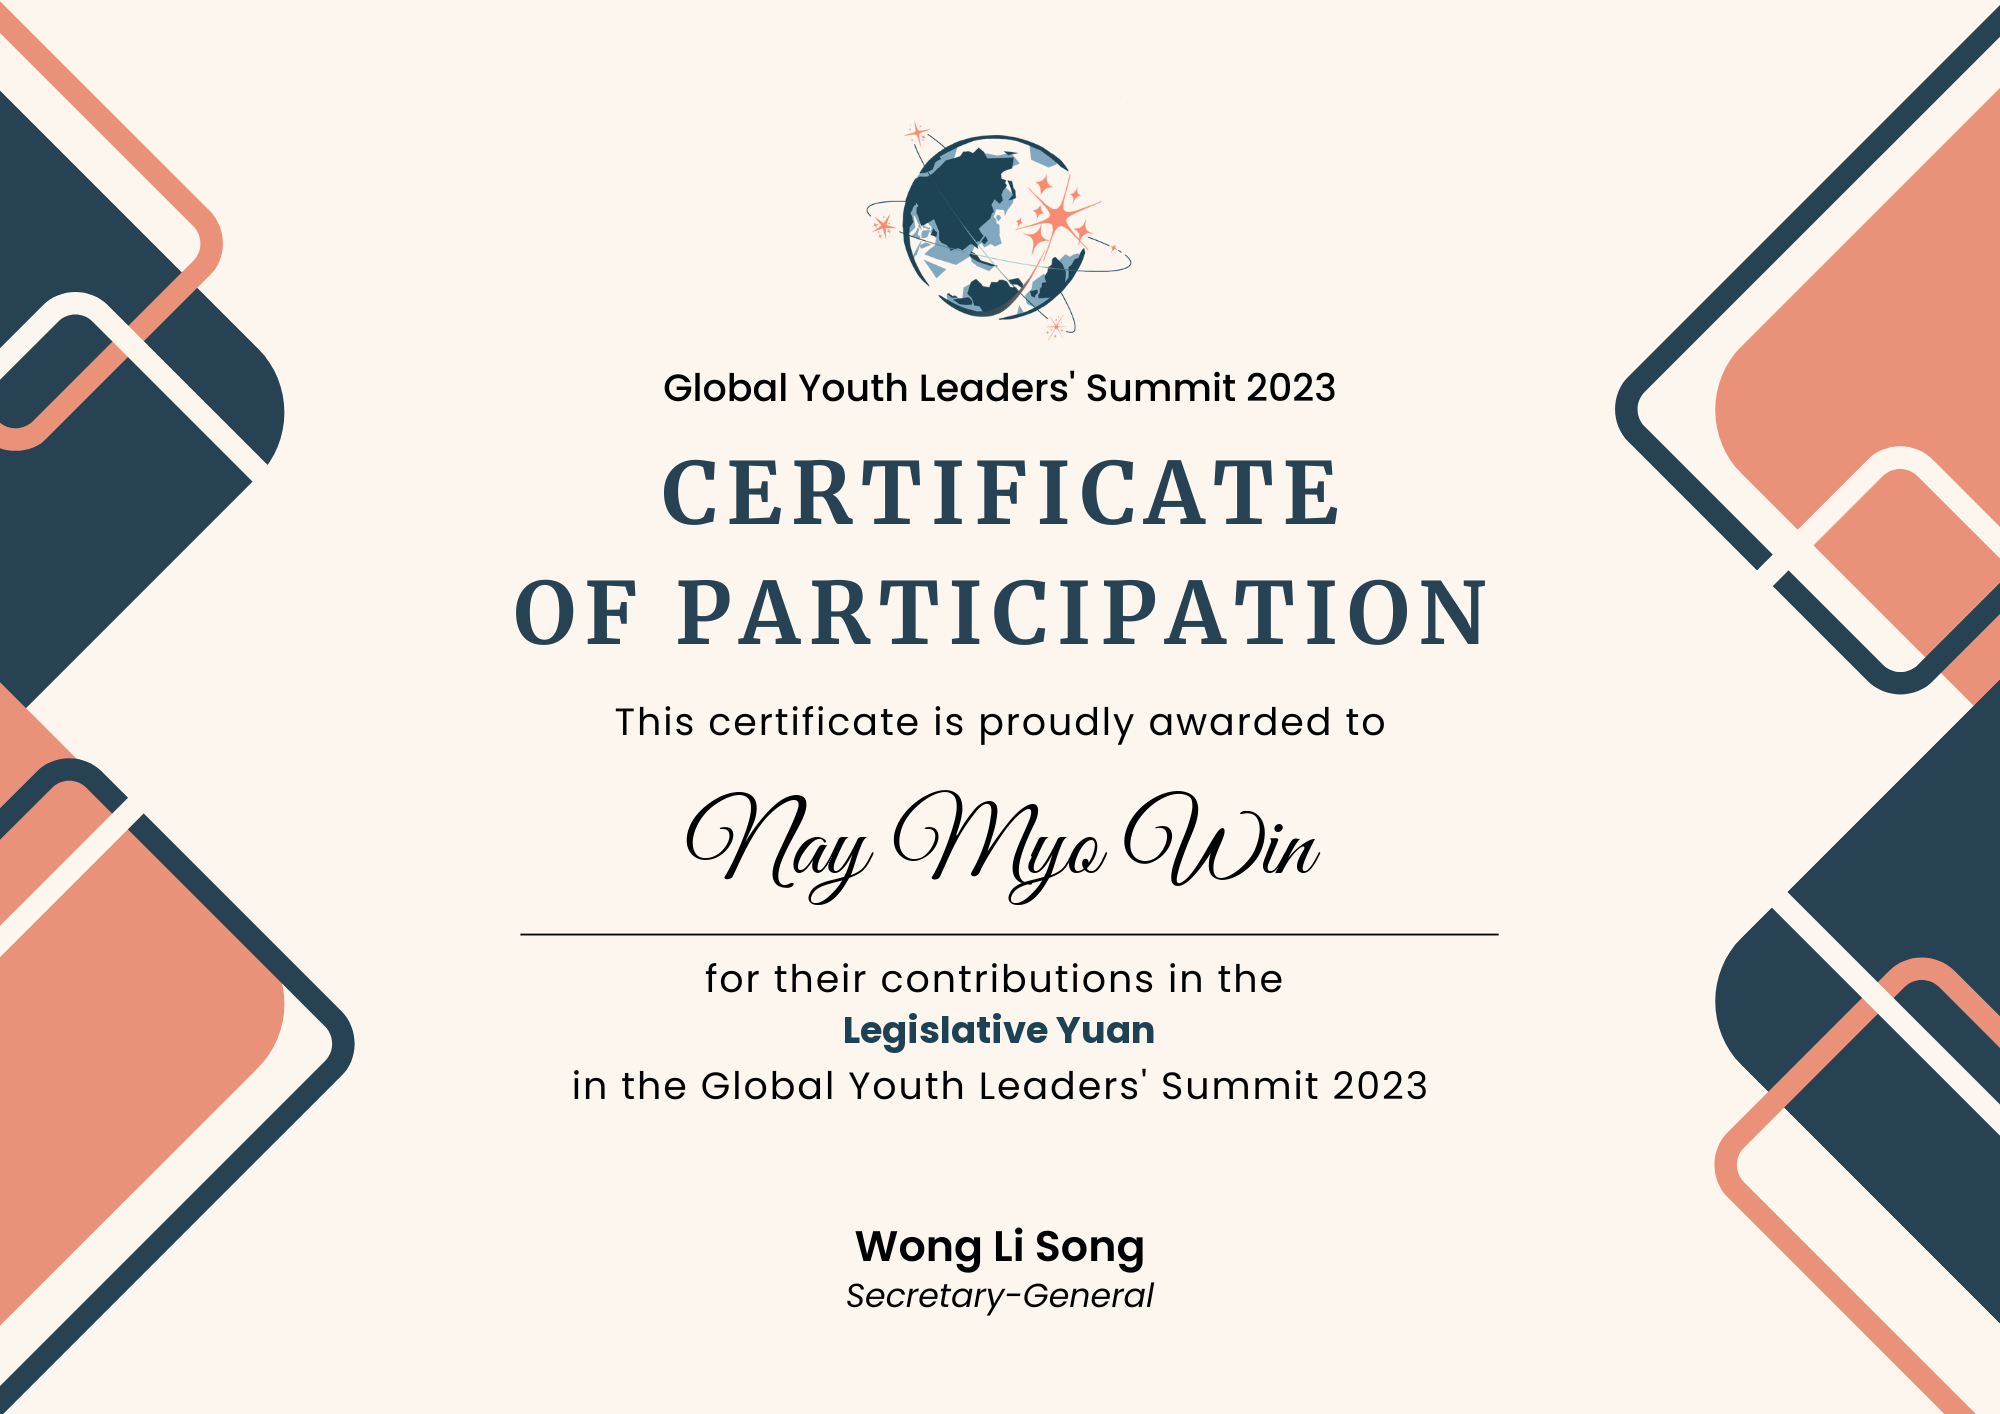 Global Youth Leaders' Summit 2023
CERTIFICATE
OF PARTICIPATION
This certificate is proudly awarded to
Nay Myo Win
for their contributions in the
Legislative Yuan
in the Global Youth Leaders' Summit 2023
Wong Li Song
Secretary-General